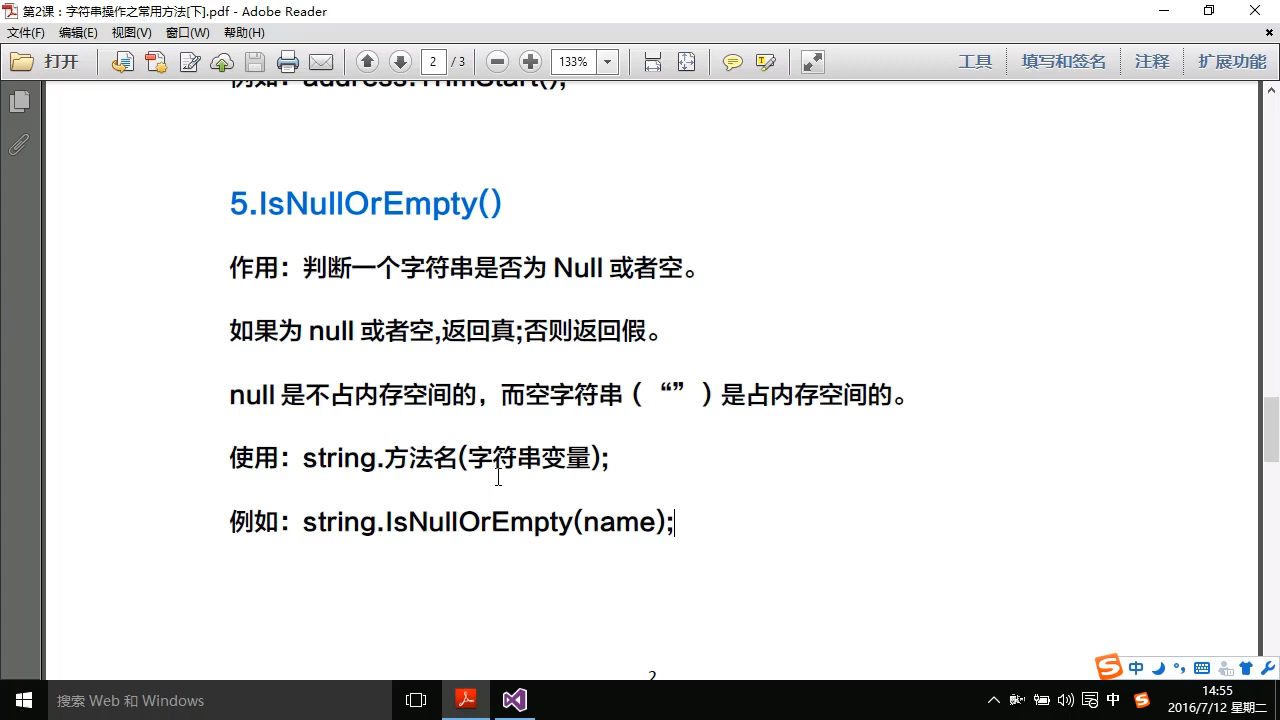 第2课：字符串操作之常用方法[下].pdf - Adobe Reader
文件(F) 编辑(E) 视图(V) 窗口(W) 帮助(H)
打开 2 / 3 133% 工具 填写和签名 注释 扩展功能
例如：address.TrimStart();
5.IsNullOrEmpty()
作用：判断一个字符串是否为 Null 或者空。
如果为 null 或者空,返回真;否则返回假。
null 是不占内存空间的，而空字符串（ “” ）是占内存空间的。
使用：string.方法名(字符串变量);
例如：string.IsNullOrEmpty(name);
2
中
搜索 Web 和 Windows
中
14:55
2016/7/12 星期二